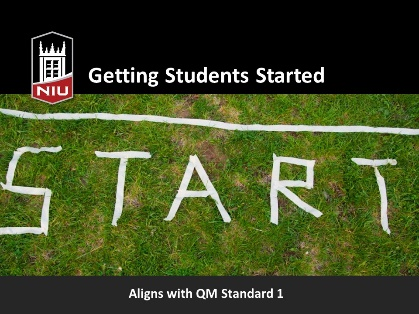 NIU
Getting Students Started
START
Aligns with QM Standard 1